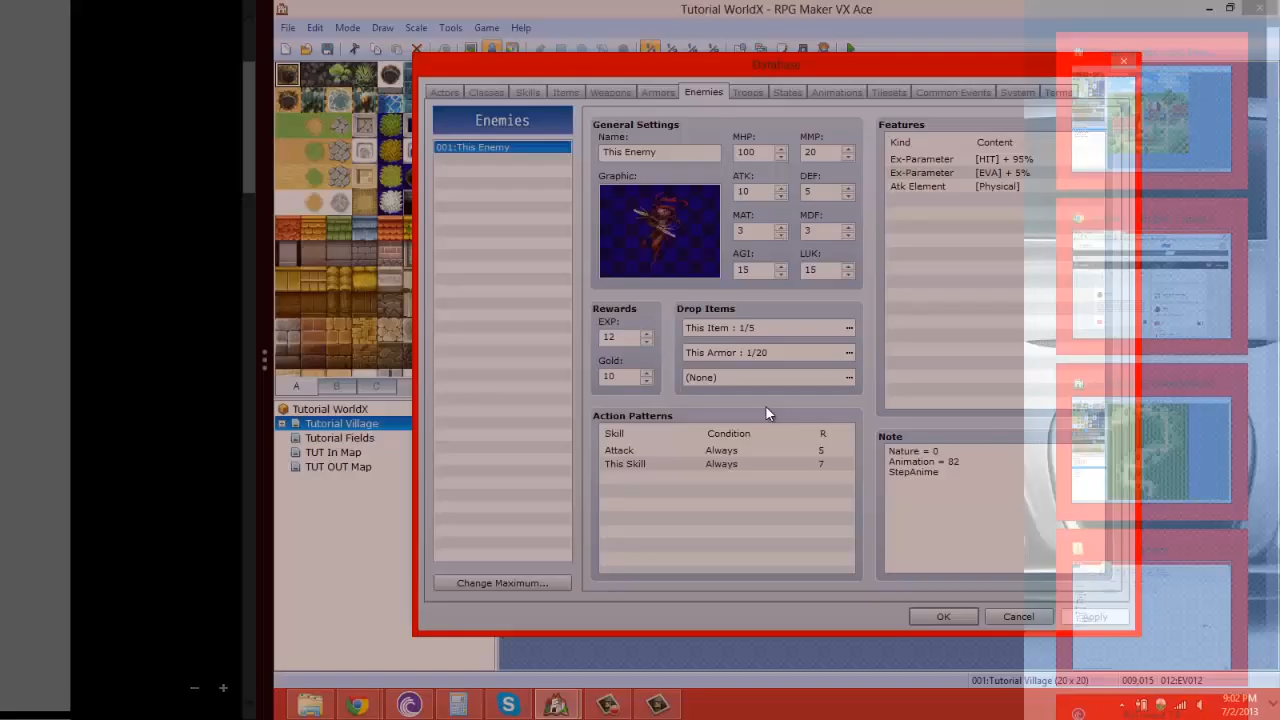 Tutorial WorldX - RPG Maker VX Ace
File Edit Mode Draw Scale Tools Game Help
Database
Actors Classes Skills Items Weapons Armors Enemies Troops States Animations Tilesets Common Events System Terms
Enemies
001:This Enemy
Change Maximum...
General Settings
Name:
This Enemy
Graphic:
MHP: MMP:
100 20
ATK: DEF:
10 5
MAT: MDF:
3
AGI: LUK:
15 15
Rewards
EXP:
12
Gold:
10
Drop Items
This Item : 1/5
This Armor : 1/20
(None)
Action Patterns
Skill Condition R
Attack Always 5
This Skill Always 7
Features
Kind Content
Ex-Parameter [HIT] + 95%
Ex-Parameter [EVA] + 5%
Atk Element [Physical]
Note
Nature = 0
Animation = 82
StepAnime
OK Cancel Apply
A B C
Tutorial WorldX
Tutorial Village
Tutorial Fields
TUT In Map
TUT OUT Map
001:Tutorial Village (20 x 20) 009,015 012:EV012
9:02 PM
7/2/2013